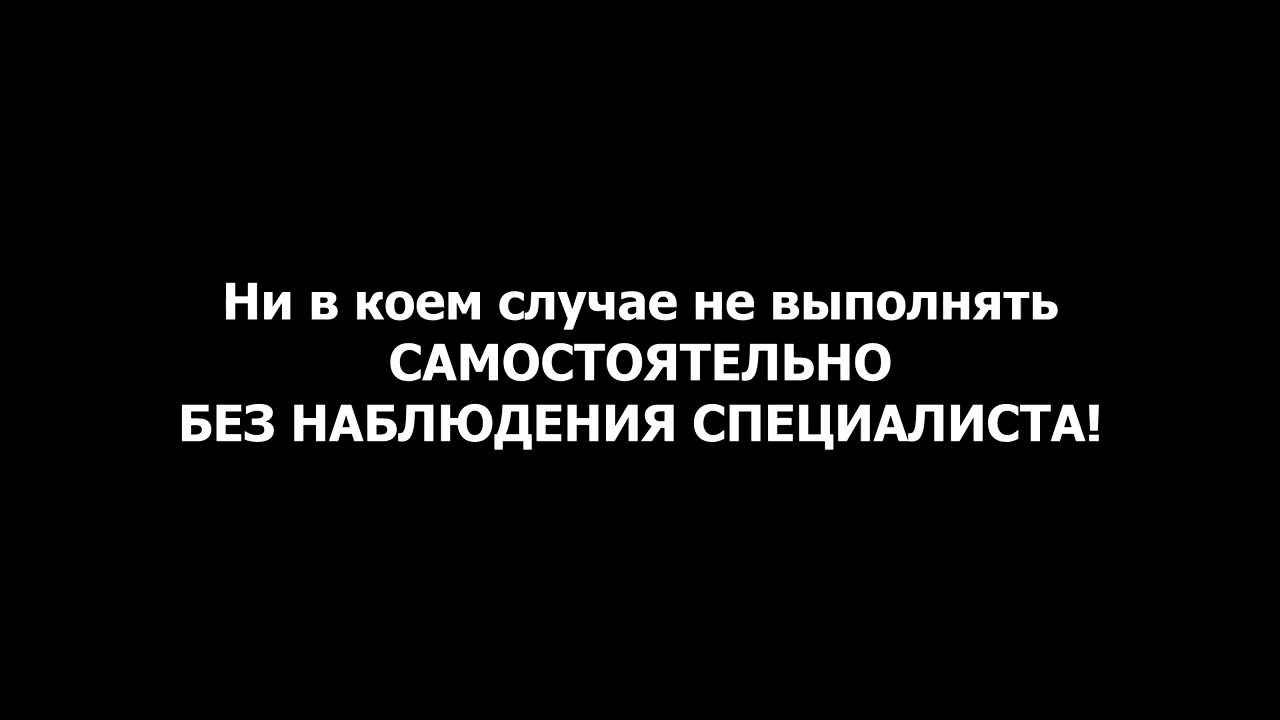 Ни в коем случае не выполнять
САМОСТОЯТЕЛЬНО
БЕЗ НАБЛЮДЕНИЯ СПЕЦИАЛИСТА!